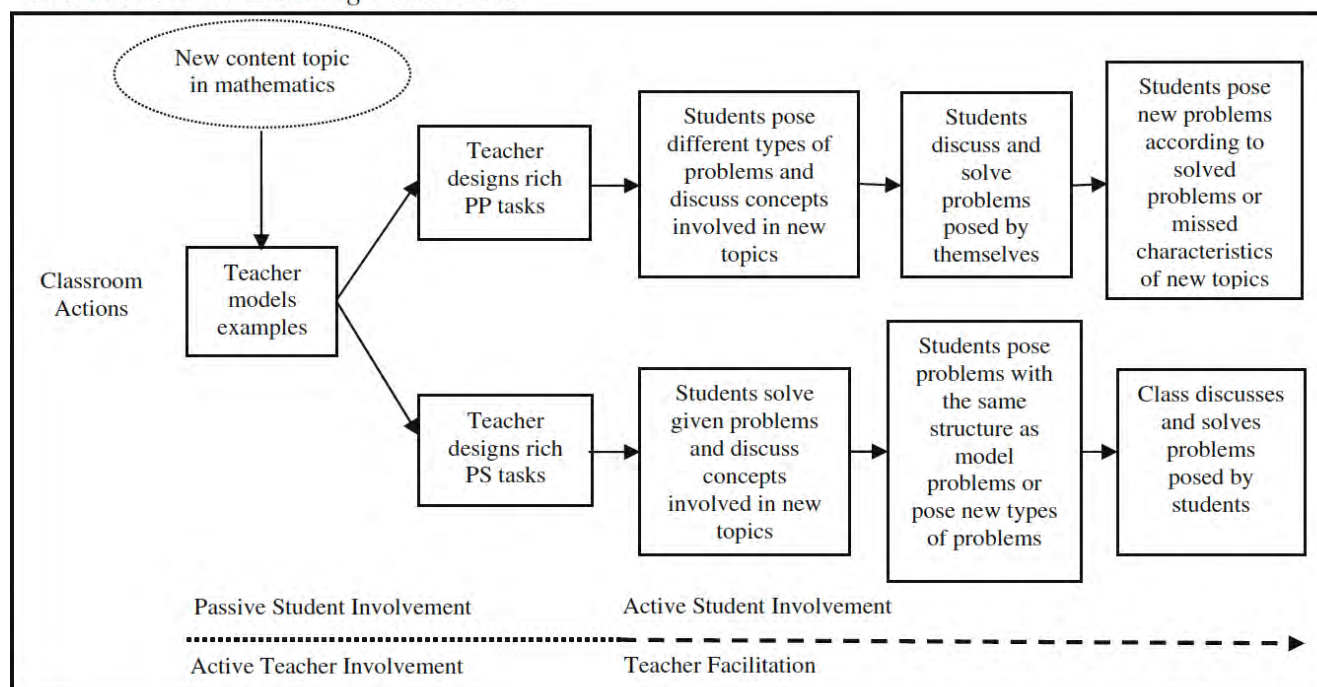 New content topic
in mathematics
Classroom
Actions
Teacher
models
examples
Teacher
designs rich
PP tasks
Students pose
different types of
problems and
discuss concepts
involved in new
topics
Students
discuss and
solve
problems
posed by
themselves
Students pose
new problems
according to
solved
problems or
missed
characteristics
of new topics
Teacher
designs rich
PS tasks
Students solve
given problems
and discuss
concepts
involved in new
topics
Students pose
problems with
the same
structure as
model
problems or
pose new types
of problems
Class discusses
and solves
problems
posed by
students
Passive Student Involvement
Active Student Involvement
Active Teacher Involvement
Teacher Facilitation